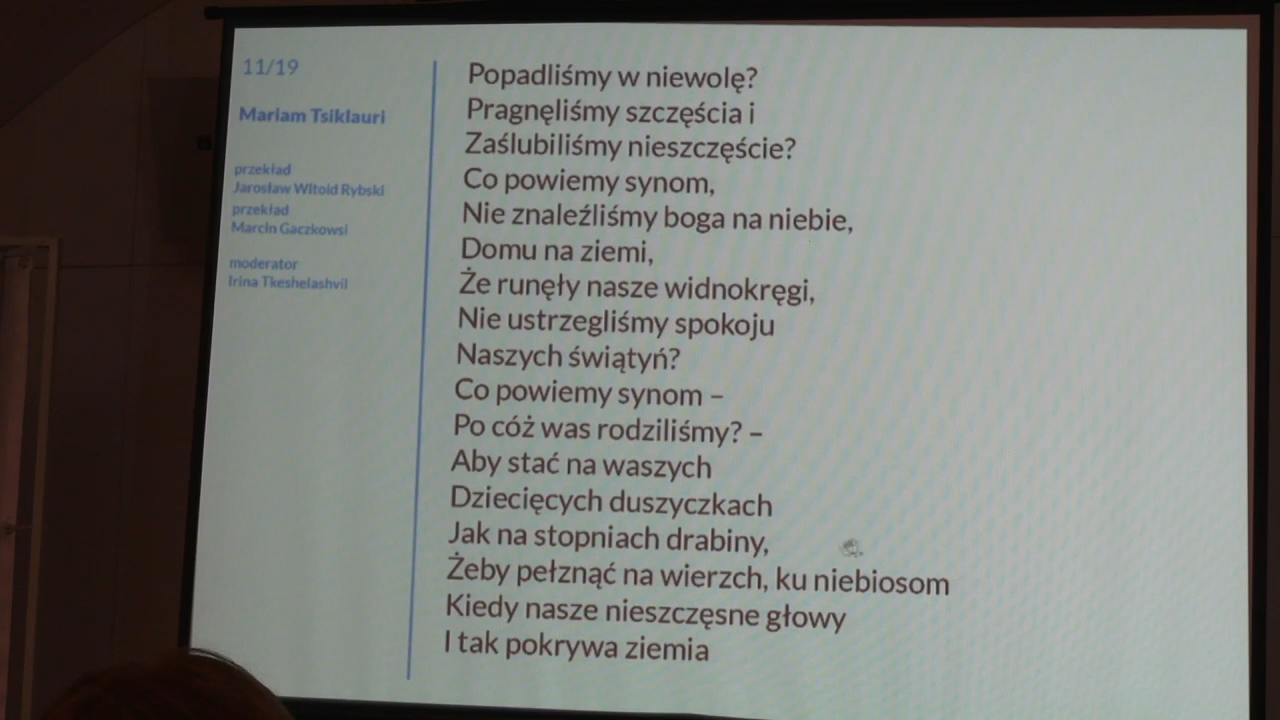 11/19
Mariam Tsiklauri
przekład
Jarosław Witold Rybski
przekład
Marcin Gaczkowsi
moderator
Irina Tkeshelashvil
Popadliśmy w niewolę?
Pragnęliśmy szczęścia i
Zaślubiliśmy nieszczęście?
Co powiemy synom,
Nie znaleźliśmy boga na niebie,
Domu na ziemi,
Że runęły nasze widnokręgi,
Nie ustrzegliśmy spokoju
Naszych świątyń?
Co powiemy synom –
Po cóż was rodziliśmy? –
Aby stać na waszych
Dziecięcych duszyczkach
Jak na stopniach drabiny,
Żeby pełznąć na wierzch, ku niebiosom
Kiedy nasze nieszczęsne głowy
I tak pokrywa ziemia